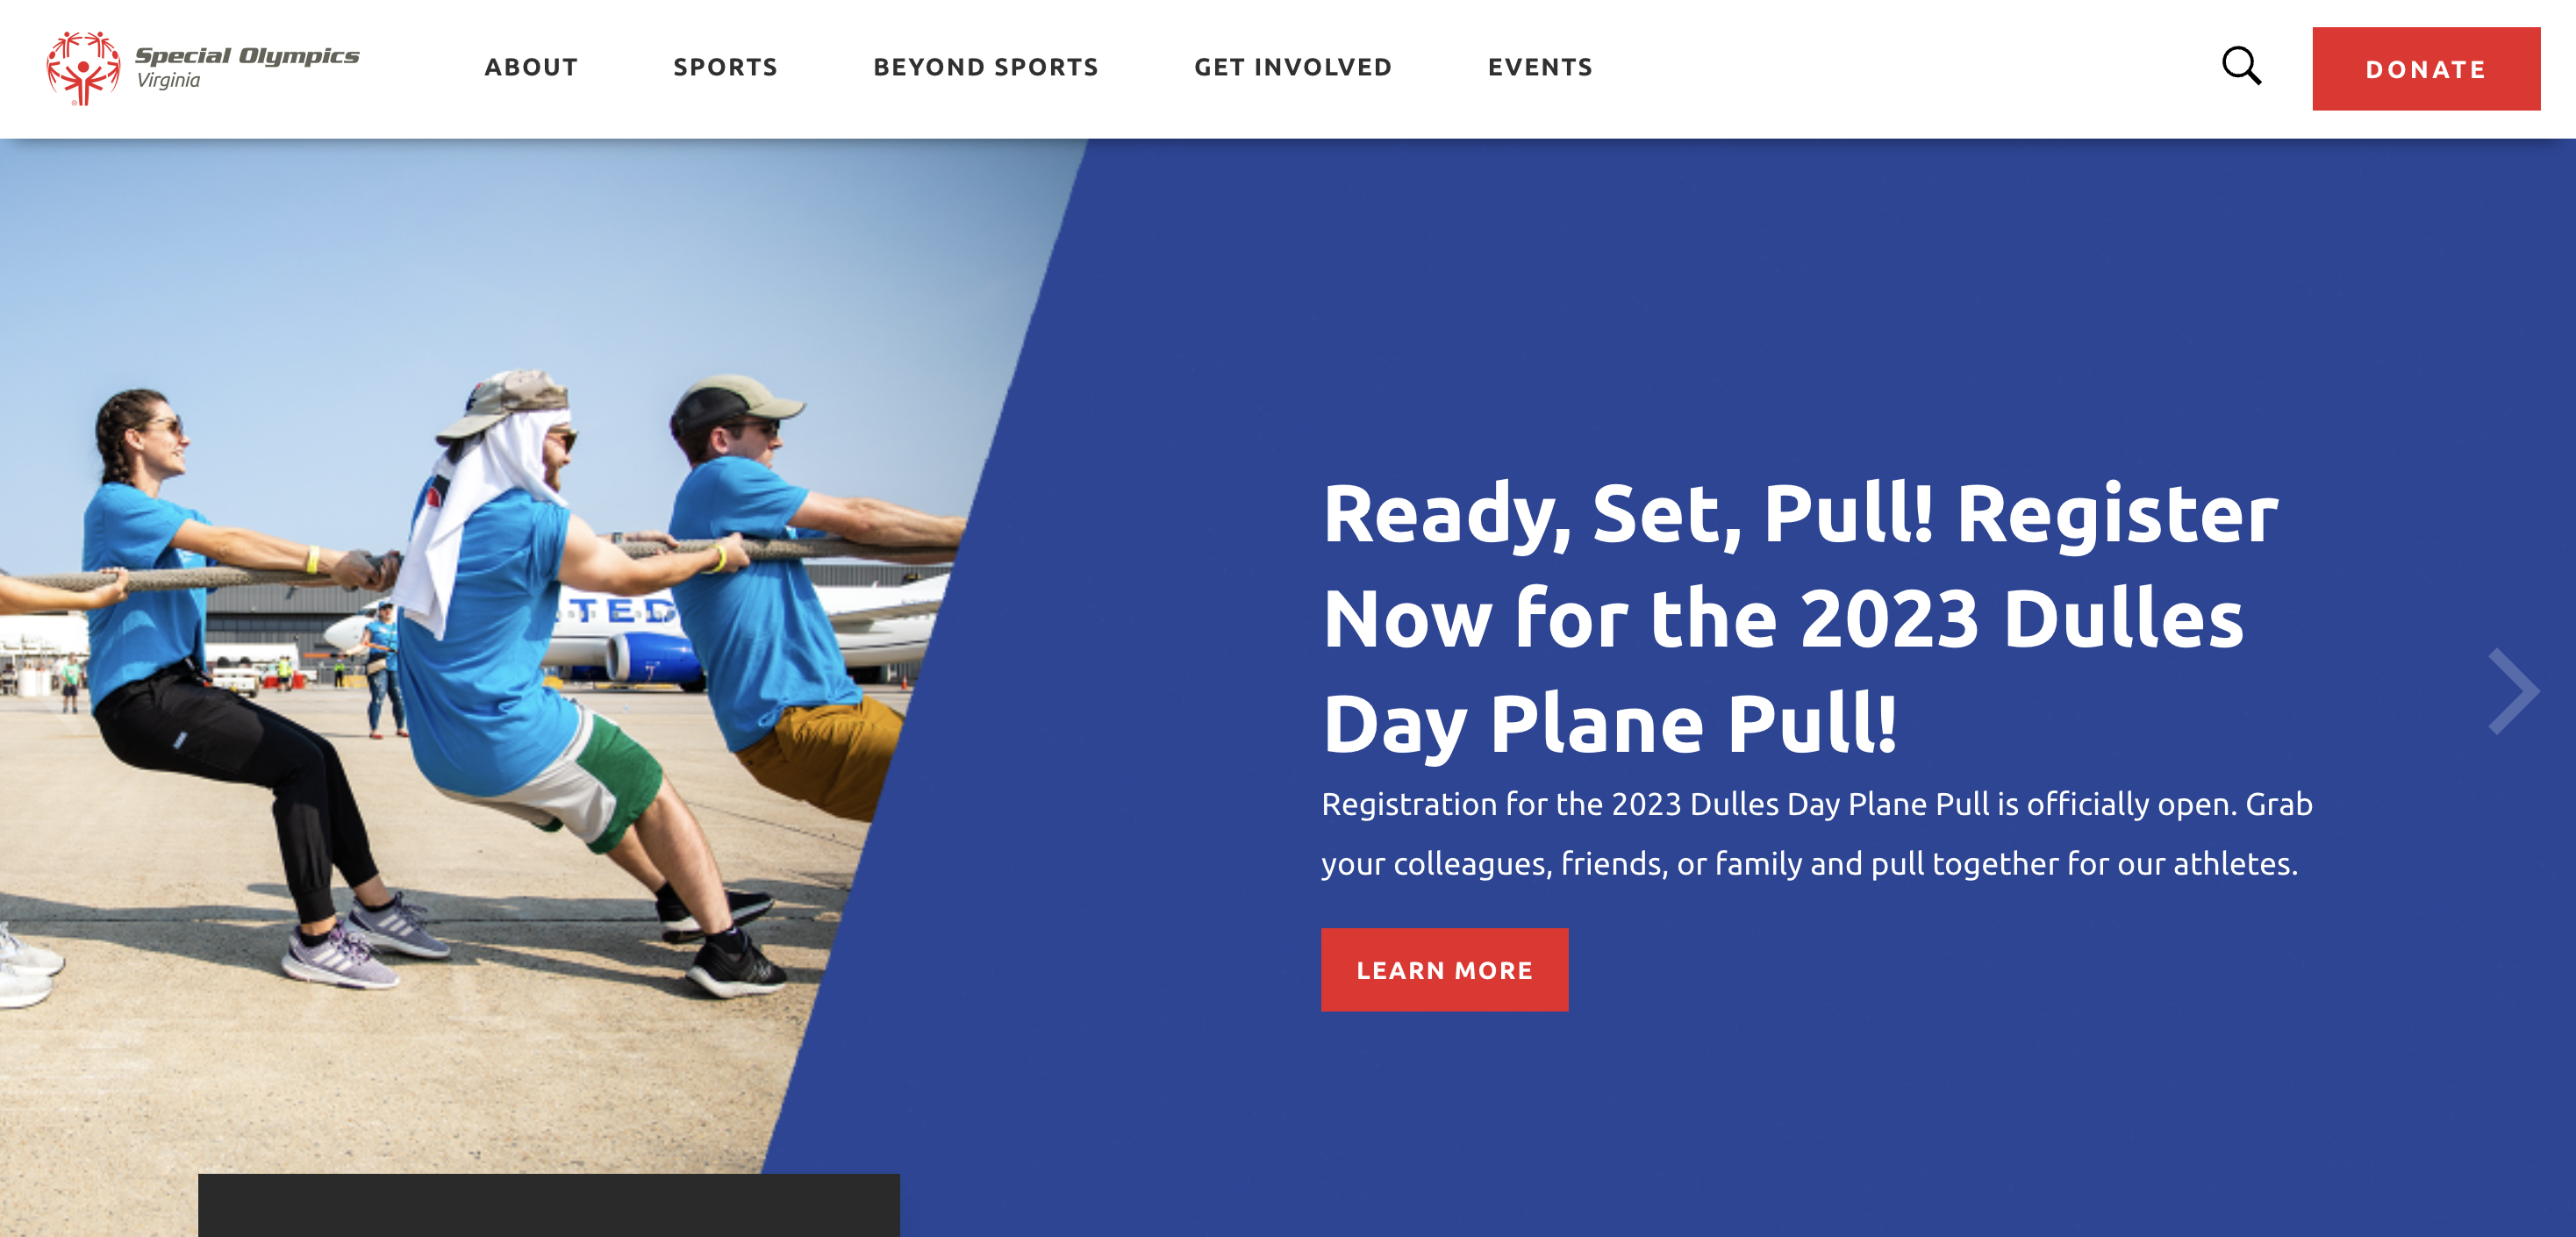 Special Olympics
Virginia
ABOUT
SPORTS
BEYOND SPORTS
GET INVOLVED
EVENTS
DONATE
TED
Ready, Set, Pull! Register
Now for the 2023 Dulles
Day Plane Pull!
Registration for the 2023 Dulles Day Plane Pull is officially open. Grab
your colleagues, friends, or family and pull together for our athletes.
LEARN MORE